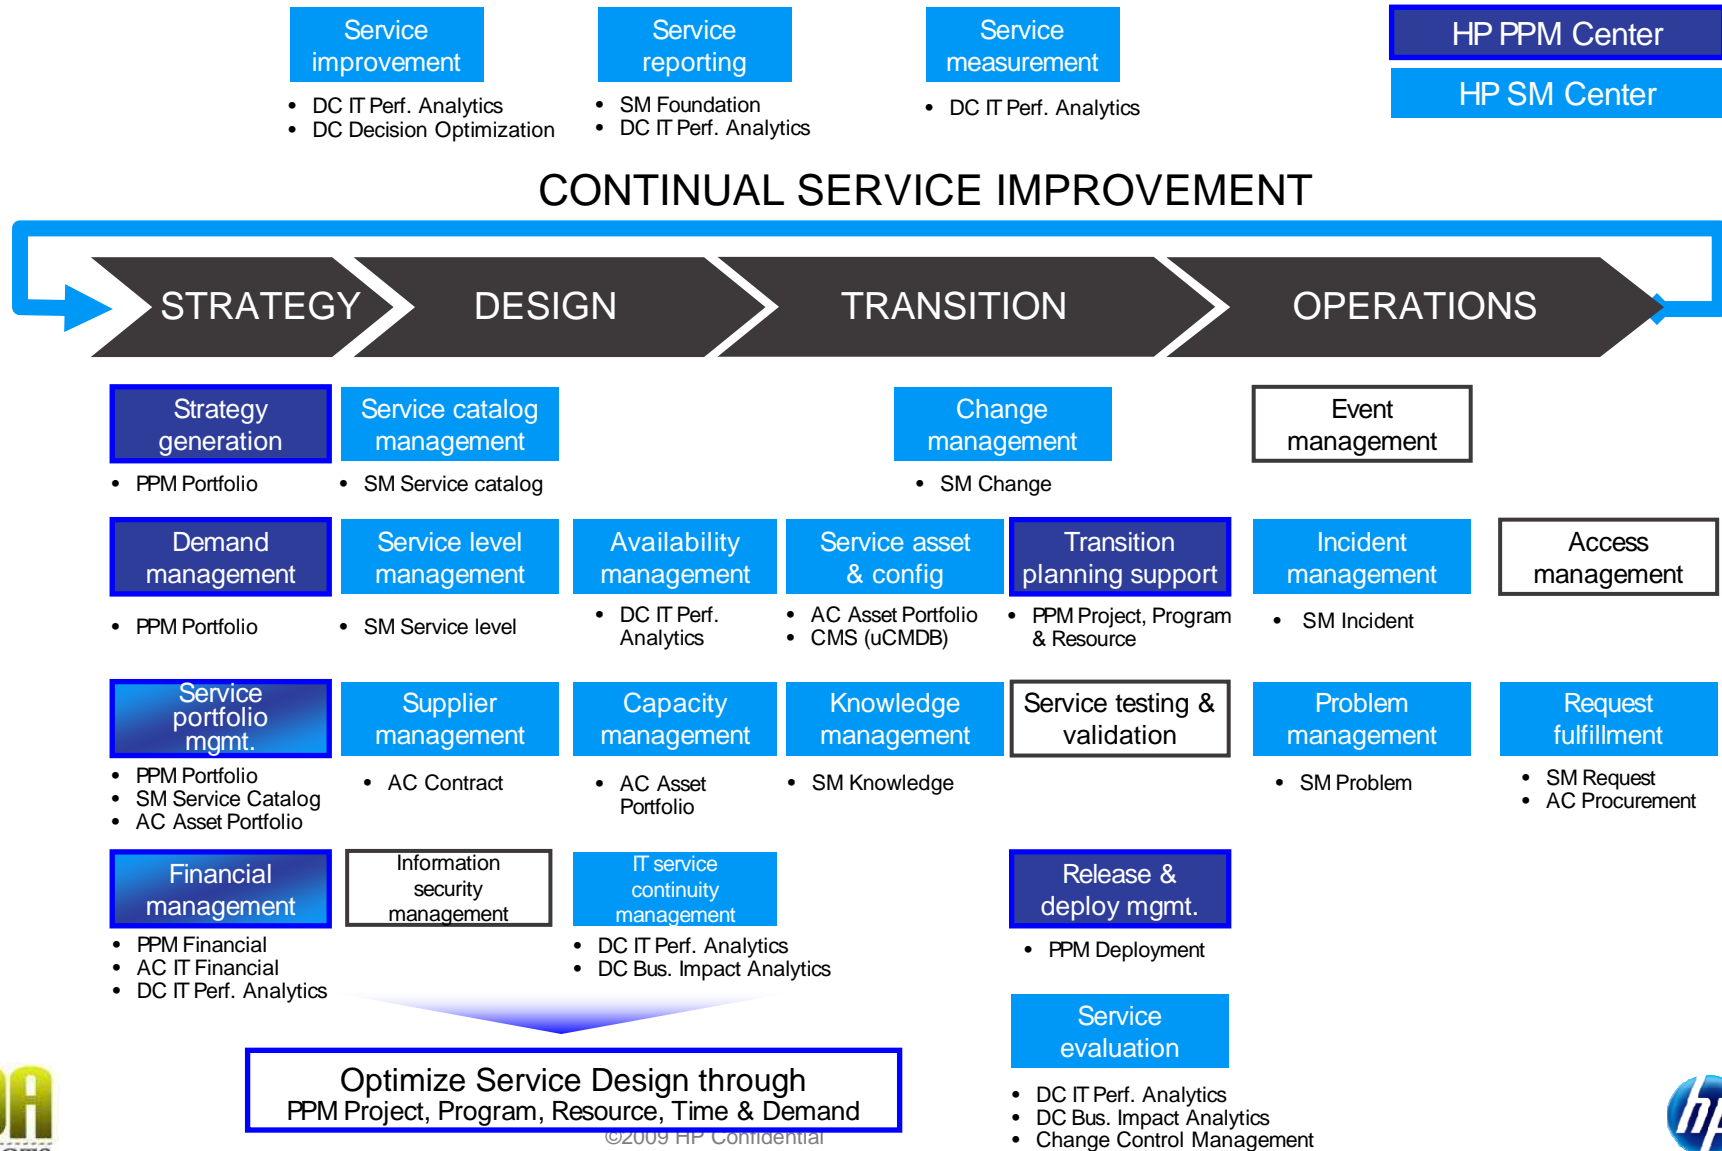 Service
improvement
• DC IT Perf. Analytics
• DC Decision Optimization
Service
reporting
• SM Foundation
• DC IT Perf. Analytics
Service
measurement
• DC IT Perf. Analytics
HP PPM Center
HP SM Center
CONTINUAL SERVICE IMPROVEMENT
STRATEGY
DESIGN
TRANSITION
OPERATIONS
Strategy
generation
• PPM Portfolio
Service catalog
management
• SM Service catalog
Change
management
• SM Change
Event
management
Demand
management
• PPM Portfolio
Service level
management
• SM Service level
Availability
management
• DC IT Perf.
Analytics
Service asset
& config
• AC Asset Portfolio
• CMS (uCMDB)
Transition
planning support
• PPM Project, Program
& Resource
Incident
management
• SM Incident
Access
management
Service
portfolio
mgmt.
• PPM Portfolio
• SM Service Catalog
• AC Asset Portfolio
Supplier
management
• AC Contract
Capacity
management
• AC Asset
Portfolio
Knowledge
management
• SM Knowledge
Service testing &
validation
Problem
management
• SM Problem
Request
fulfillment
• SM Request
• AC Procurement
Financial
management
• PPM Financial
• AC IT Financial
• DC IT Perf. Analytics
Information
security
management
IT service
continuity
management
• DC IT Perf. Analytics
• DC Bus. Impact Analytics
Release &
deploy mgmt.
• PPM Deployment
Service
evaluation
• DC IT Perf. Analytics
• DC Bus. Impact Analytics
• Change Control Management
Optimize Service Design through
PPM Project, Program, Resource, Time & Demand
©2009 HP Confidential
hp